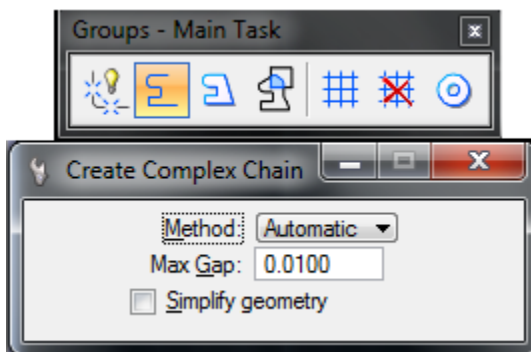 Groups - Main Task
Create Complex Chain
Method: Automatic
Max Gap: 0.0100
Simplify geometry